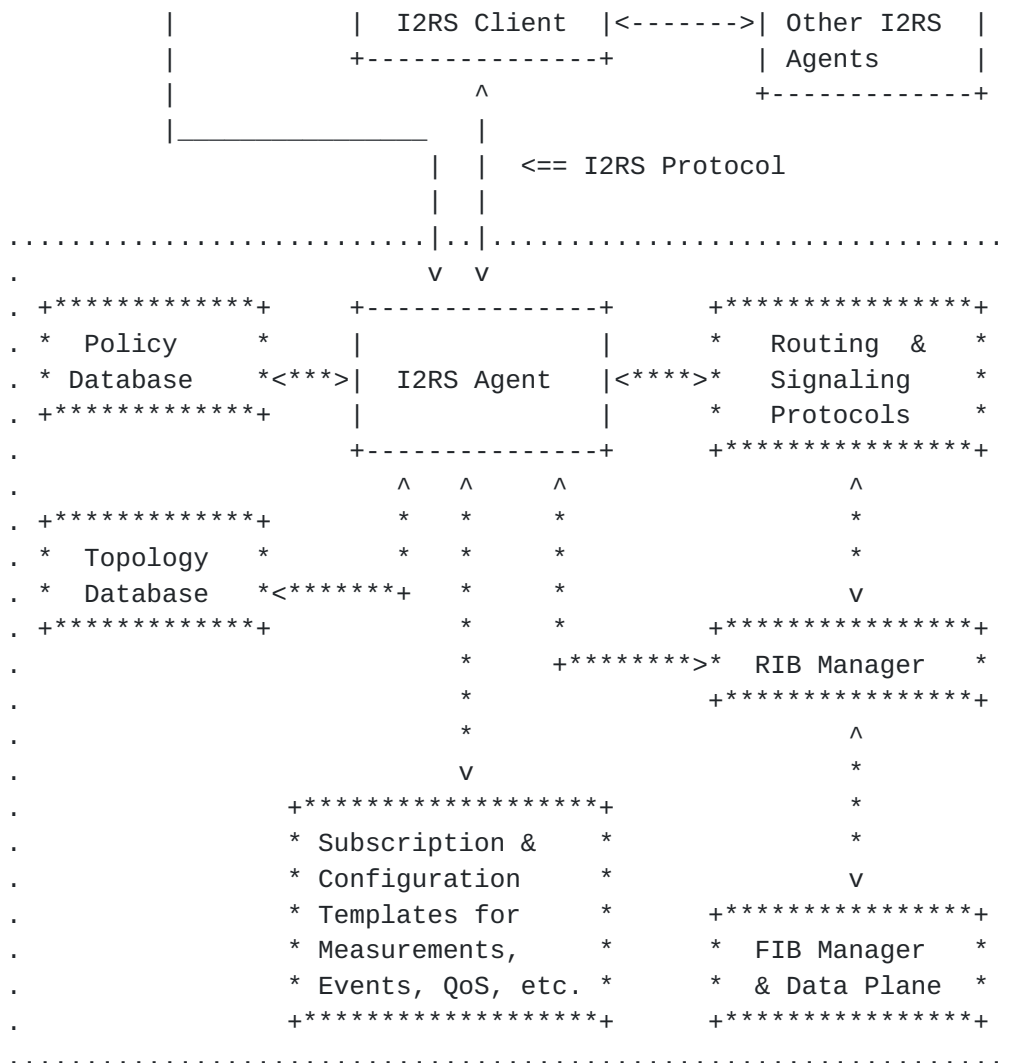 |            |  I2RS Client  |<------->| Other I2RS  |
|            +---------------+         | Agents      |
|                    ^                 +-------------+
|________________    |
                 |   |  <== I2RS Protocol
                 |   |
...........................|..|.................................
.                          v  v
. +*************+     +---------------+      +****************+
. *  Policy     *     |               |      *   Routing  &   *
. * Database    *<***>|  I2RS Agent   |<****>*   Signaling    *
. +*************+     |               |      *   Protocols    *
.                     +---------------+      +****************+
.                        ^   ^     ^                  ^
. +*************+        *   *     *                  *
. *  Topology   *        *   *     *                  *
. *  Database   *<*******+   *     *                  v
. +*************+            *     *         +****************+
.                            *     +********>*  RIB Manager   *
.                            *               +****************+
.                            *                        ^
.                            v                        *
.                 +*******************+               *
.                 * Subscription &    *               *
.                 * Configuration     *               v
.                 * Templates for     *      +****************+
.                 * Measurements,     *      *  FIB Manager   *
.                 * Events, QoS, etc. *      *  & Data Plane  *
.                 +*******************+      +****************+
.................................................................